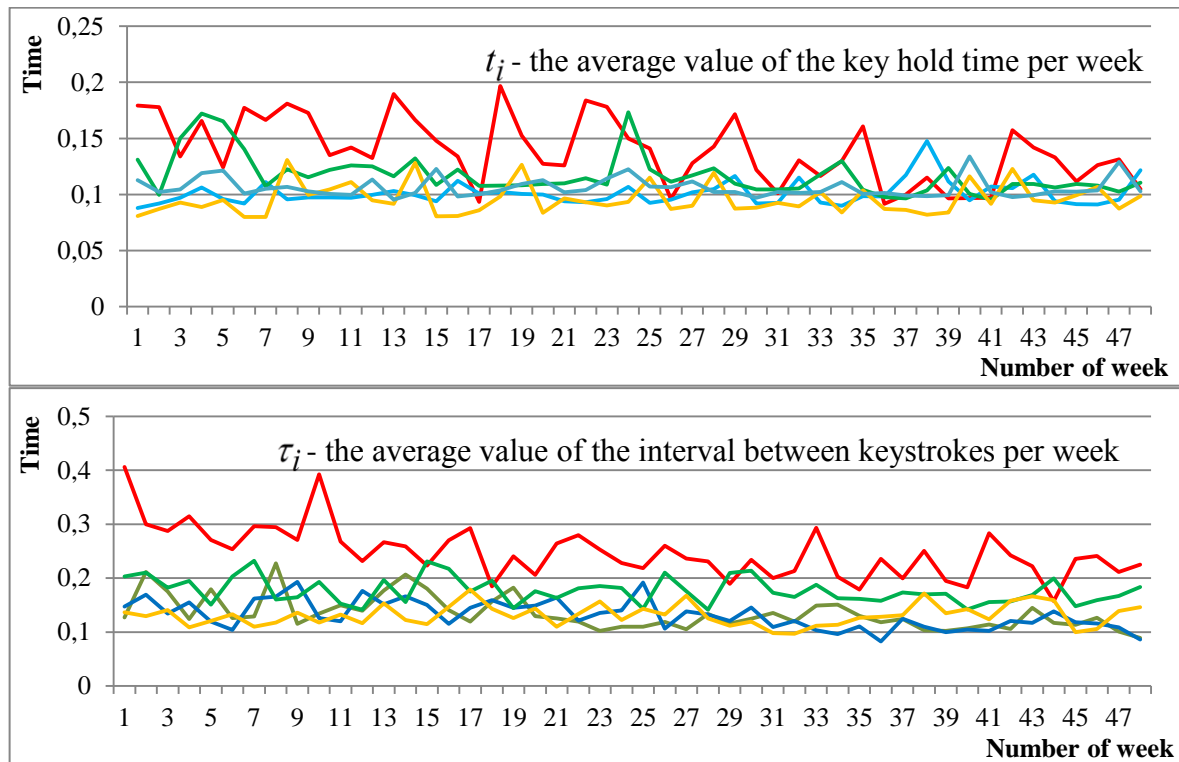 0,25
t_i - the average value of the key hold time per week
Time
0,2
0,15
0,1
0,05
0
1 3 5 7 9 11 13 15 17 19 21 23 25 27 29 31 33 35 37 39 41 43 45 47
Number of week
0,5
τ_i - the average value of the interval between keystrokes per week
Time
0,4
0,3
0,2
0,1
0
1 3 5 7 9 11 13 15 17 19 21 23 25 27 29 31 33 35 37 39 41 43 45 47
Number of week